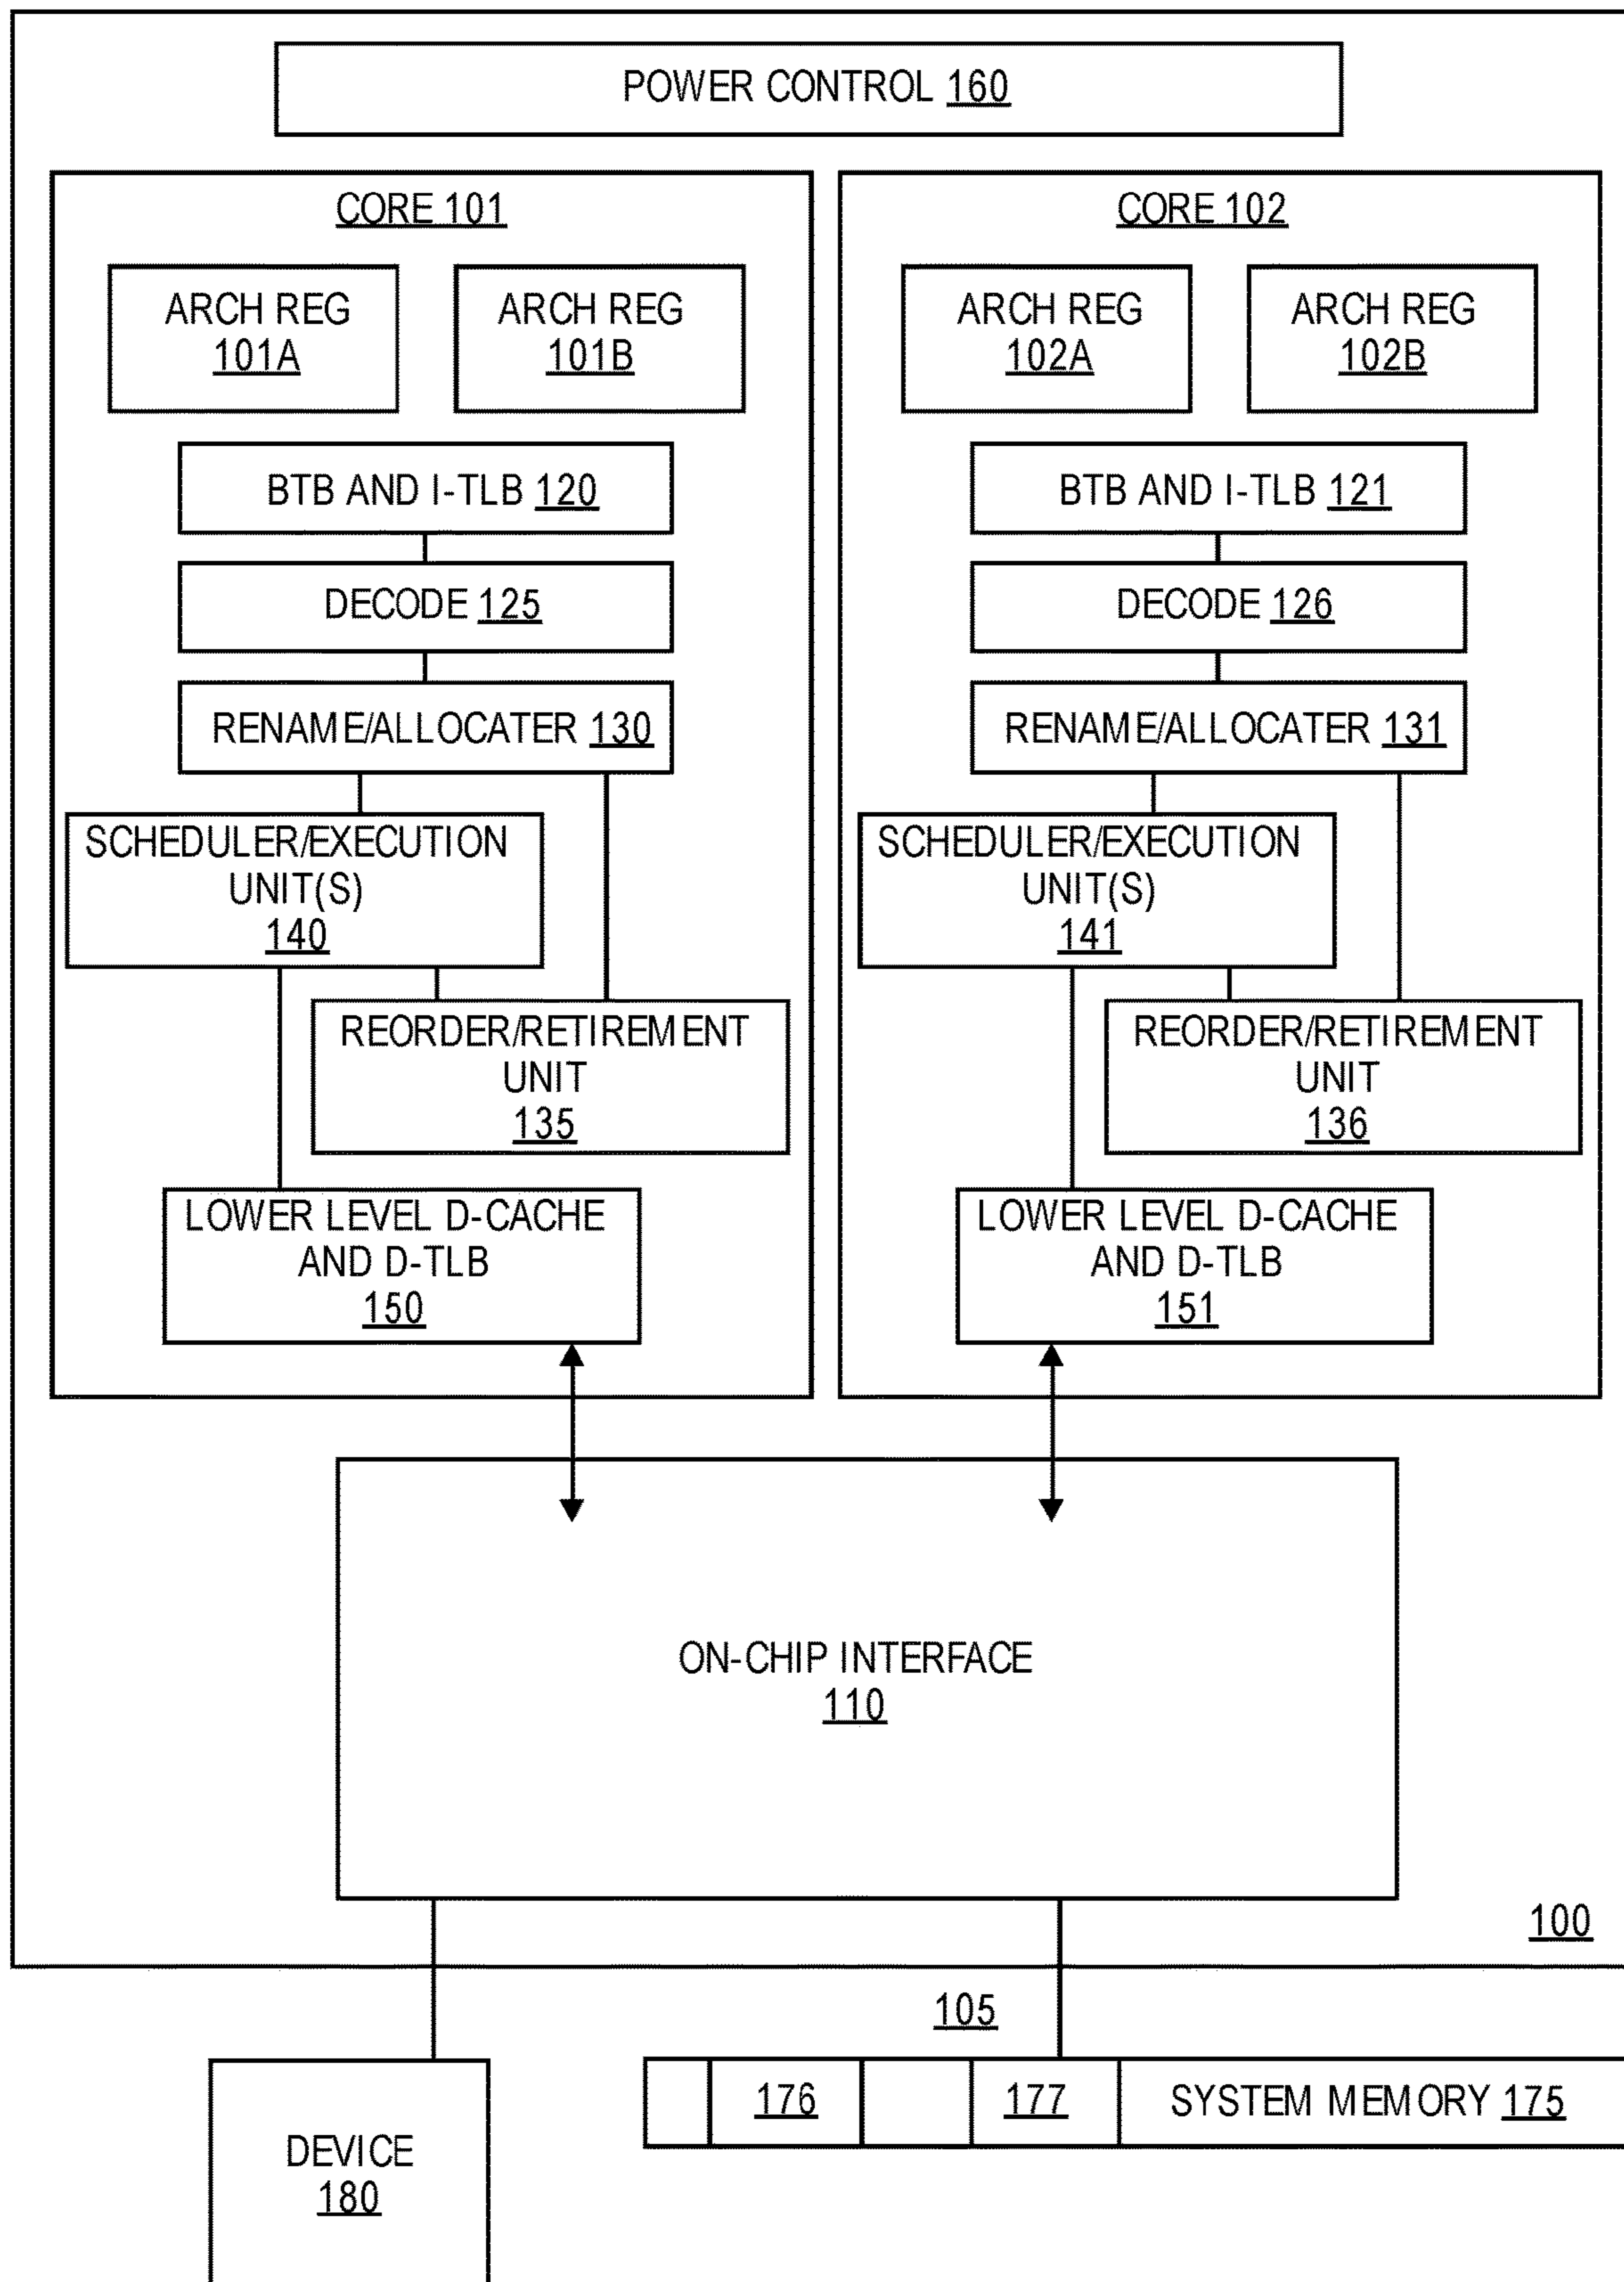 POWER CONTROL 160
CORE 101
ARCH REG
101A
ARCH REG
101B
BTB AND I-TLB 120
DECODE 125
RENAME/ALLOCATER 130
SCHEDULER/EXECUTION
UNIT(S)
140
REORDER/RETIREMENT
UNIT
135
LOWER LEVEL D-CACHE
AND D-TLB
150
CORE 102
ARCH REG
102A
ARCH REG
102B
BTB AND I-TLB 121
DECODE 126
RENAME/ALLOCATER 131
SCHEDULER/EXECUTION
UNIT(S)
141
REORDER/RETIREMENT
UNIT
136
LOWER LEVEL D-CACHE
AND D-TLB
151
ON-CHIP INTERFACE
110
100
105
176
177
SYSTEM MEMORY 175
DEVICE
180